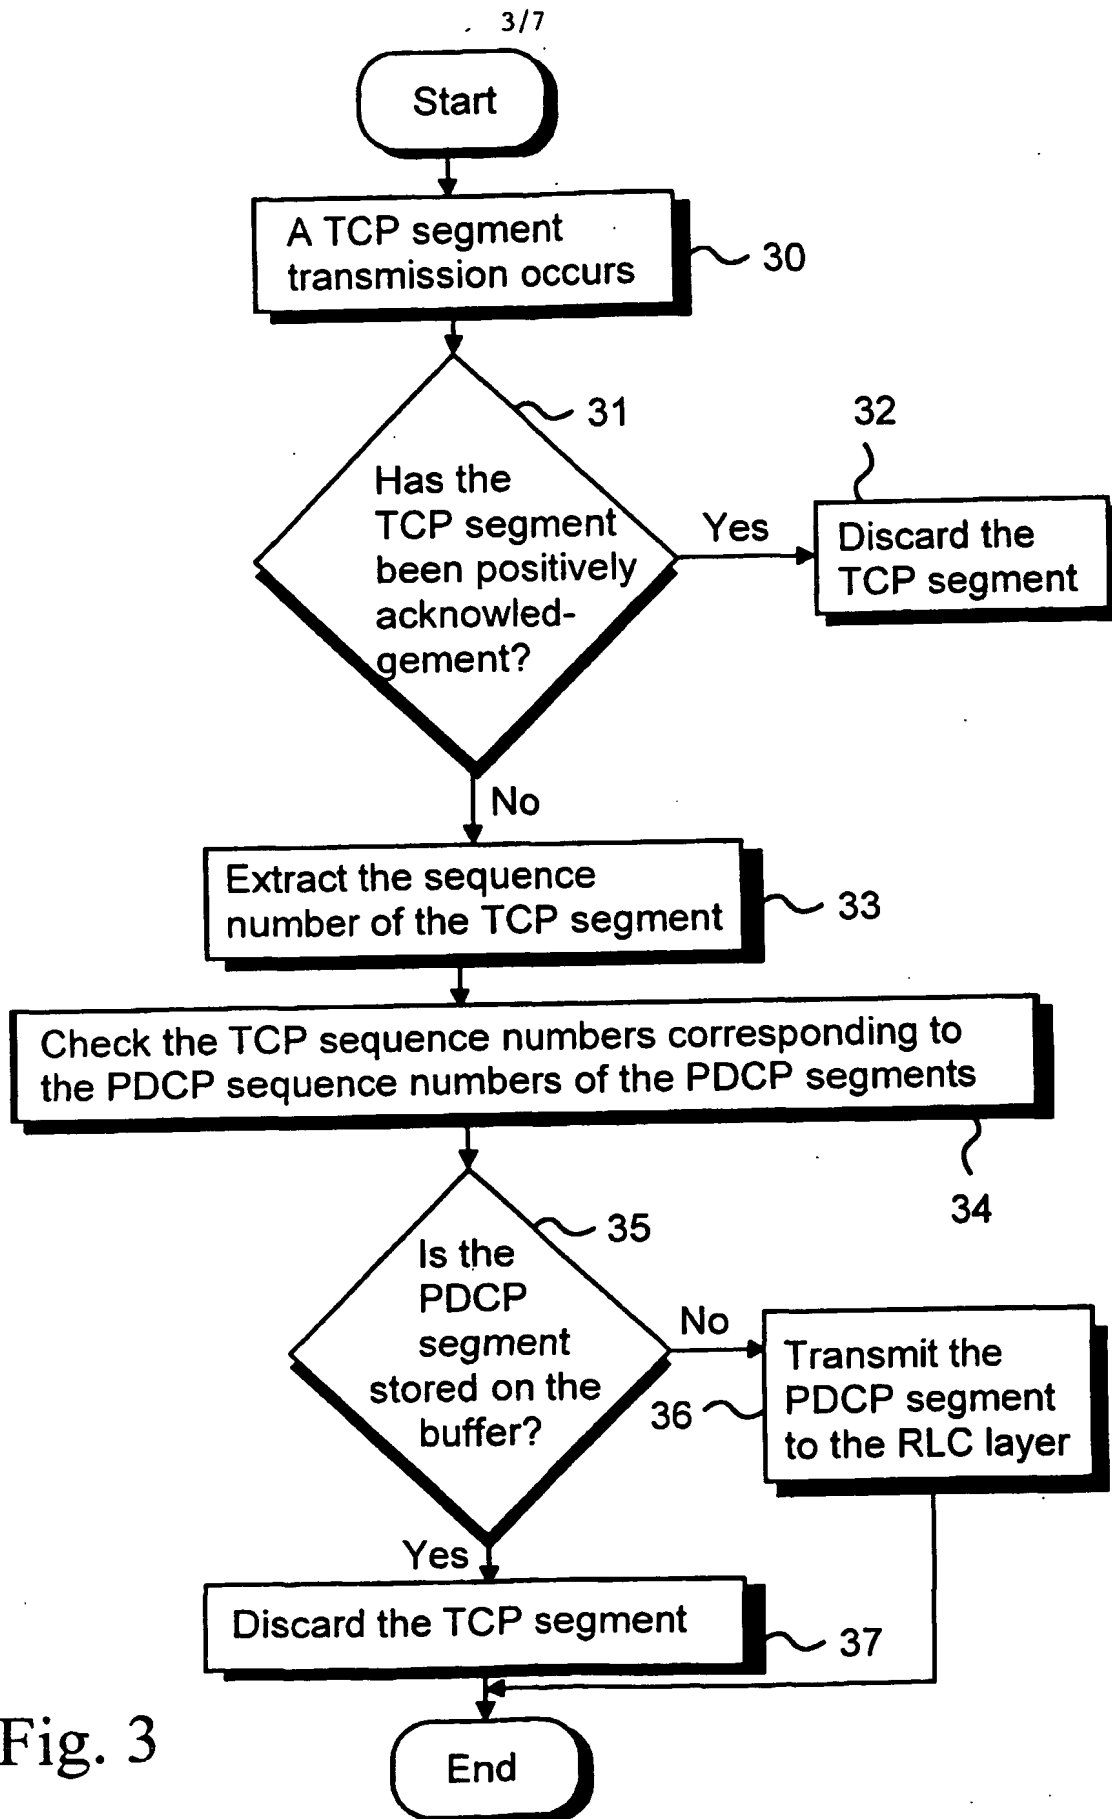 3/7
Start
A TCP segment
transmission occurs
30
31
Has the
TCP segment
been positively
acknowled-
gement?
Yes
32
Discard the
TCP segment
No
Extract the sequence
number of the TCP segment
33
Check the TCP sequence numbers corresponding to
the PDCP sequence numbers of the PDCP segments
34
35
Is the
PDCP
segment
stored on the
buffer?
No
36
Transmit the
PDCP segment
to the RLC layer
Yes
Discard the TCP segment
37
End
Fig. 3